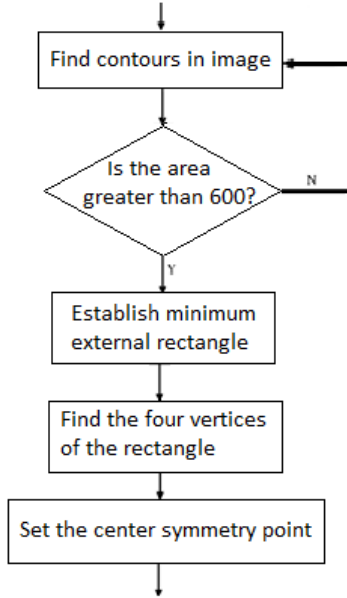 Find contours in image
Is the area
greater than 600?
N
Y
Establish minimum
external rectangle
Find the four vertices
of the rectangle
Set the center symmetry point